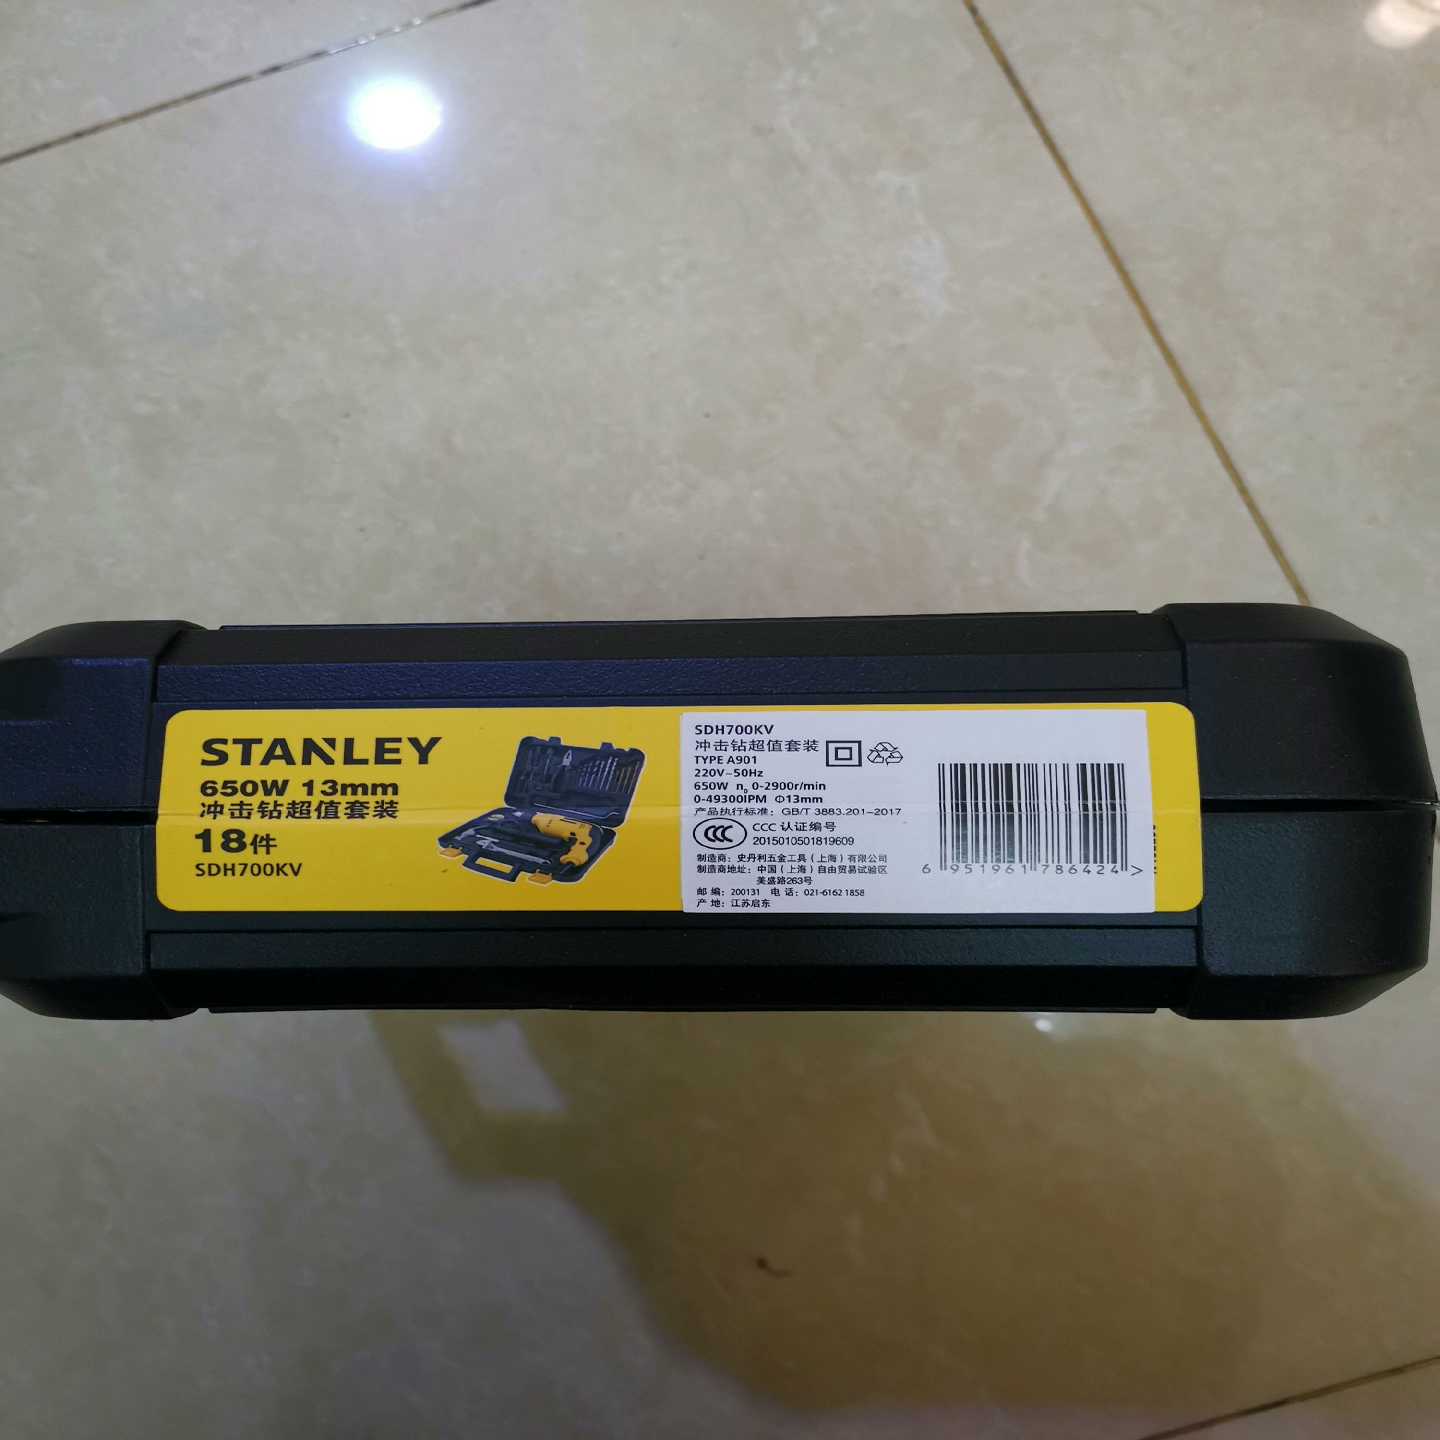 STANLEY
650W 13mm
冲击钻超值套装
18件
SDH700KV
SDH700KV
冲击钻超值套装
TYPE A901
220V~50Hz
650W n₀ 0-2900r/min
0-49300IPM Φ13mm
产品执行标准: GB/T 3883.201-2017
CCC 认证编号
2015010501819609
制造商: 史丹利五金工具(上海)有限公司
制造商地址: 中国(上海)自由贸易试验区
美盛路263号
邮 编: 200131 电 话: 021-6162 1858
产 地: 江苏启东
6 951961 786424 >